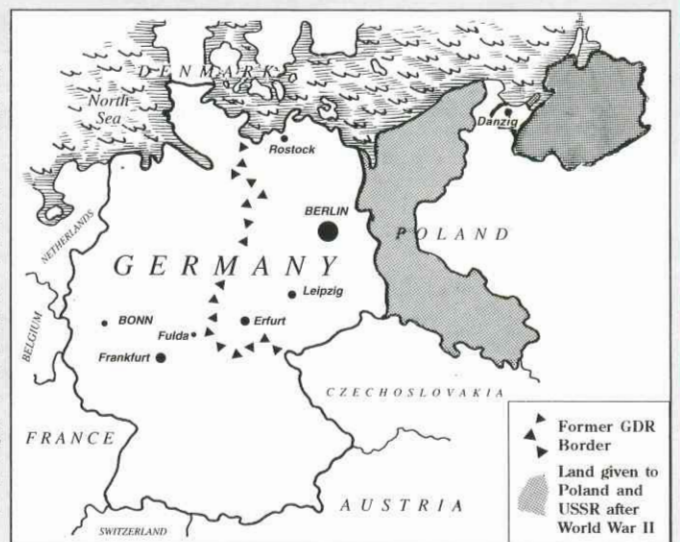 DENMARK
North
Sea
Rostock
Danzig
NETHERLANDS
BERLIN
POLAND
GERMANY
Leipzig
BONN
Erfurt
Fulda
BELGIUM
Frankfurt
CZECHOSLOVAKIA
FRANCE
AUSTRIA
SWITZERLAND
Former GDR
Border
Land given to
Poland and
USSR after
World War II